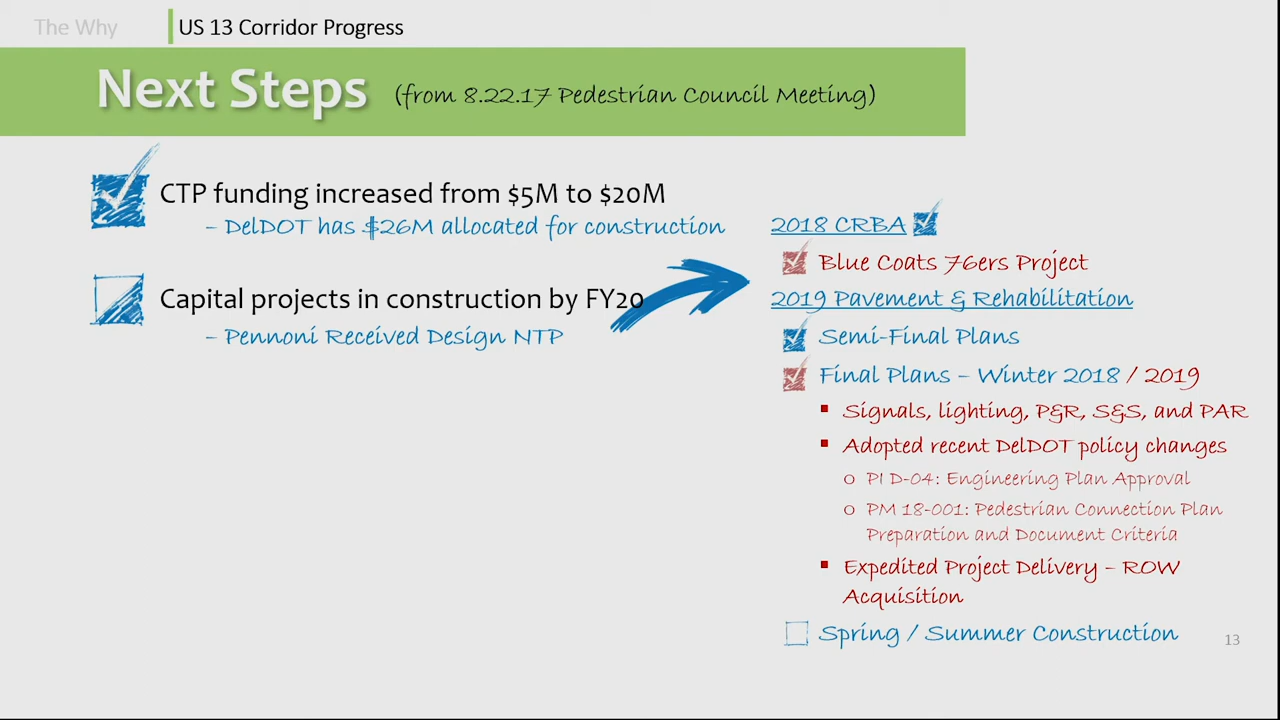 The Why
US 13 Corridor Progress
Next Steps (from 8.22.17 Pedestrian Council Meeting)
CTP funding increased from $5M to $20M
– DelDOT has $26M allocated for construction
Capital projects in construction by FY20
– Pennoni Received Design NTP
2018 CRBA
Blue Coats 76ers Project
2019 Pavement & Rehabilitation
Semi-Final Plans
Final Plans – Winter 2018 / 2019
▪ Signals, lighting, P&R, S&S, and PAR
▪ Adopted recent DelDOT policy changes
o PI D-04: Engineering Plan Approval
o PM 18-001: Pedestrian Connection Plan
Preparation and Document Criteria
▪ Expedited Project Delivery – ROW
Acquisition
Spring / Summer Construction
13